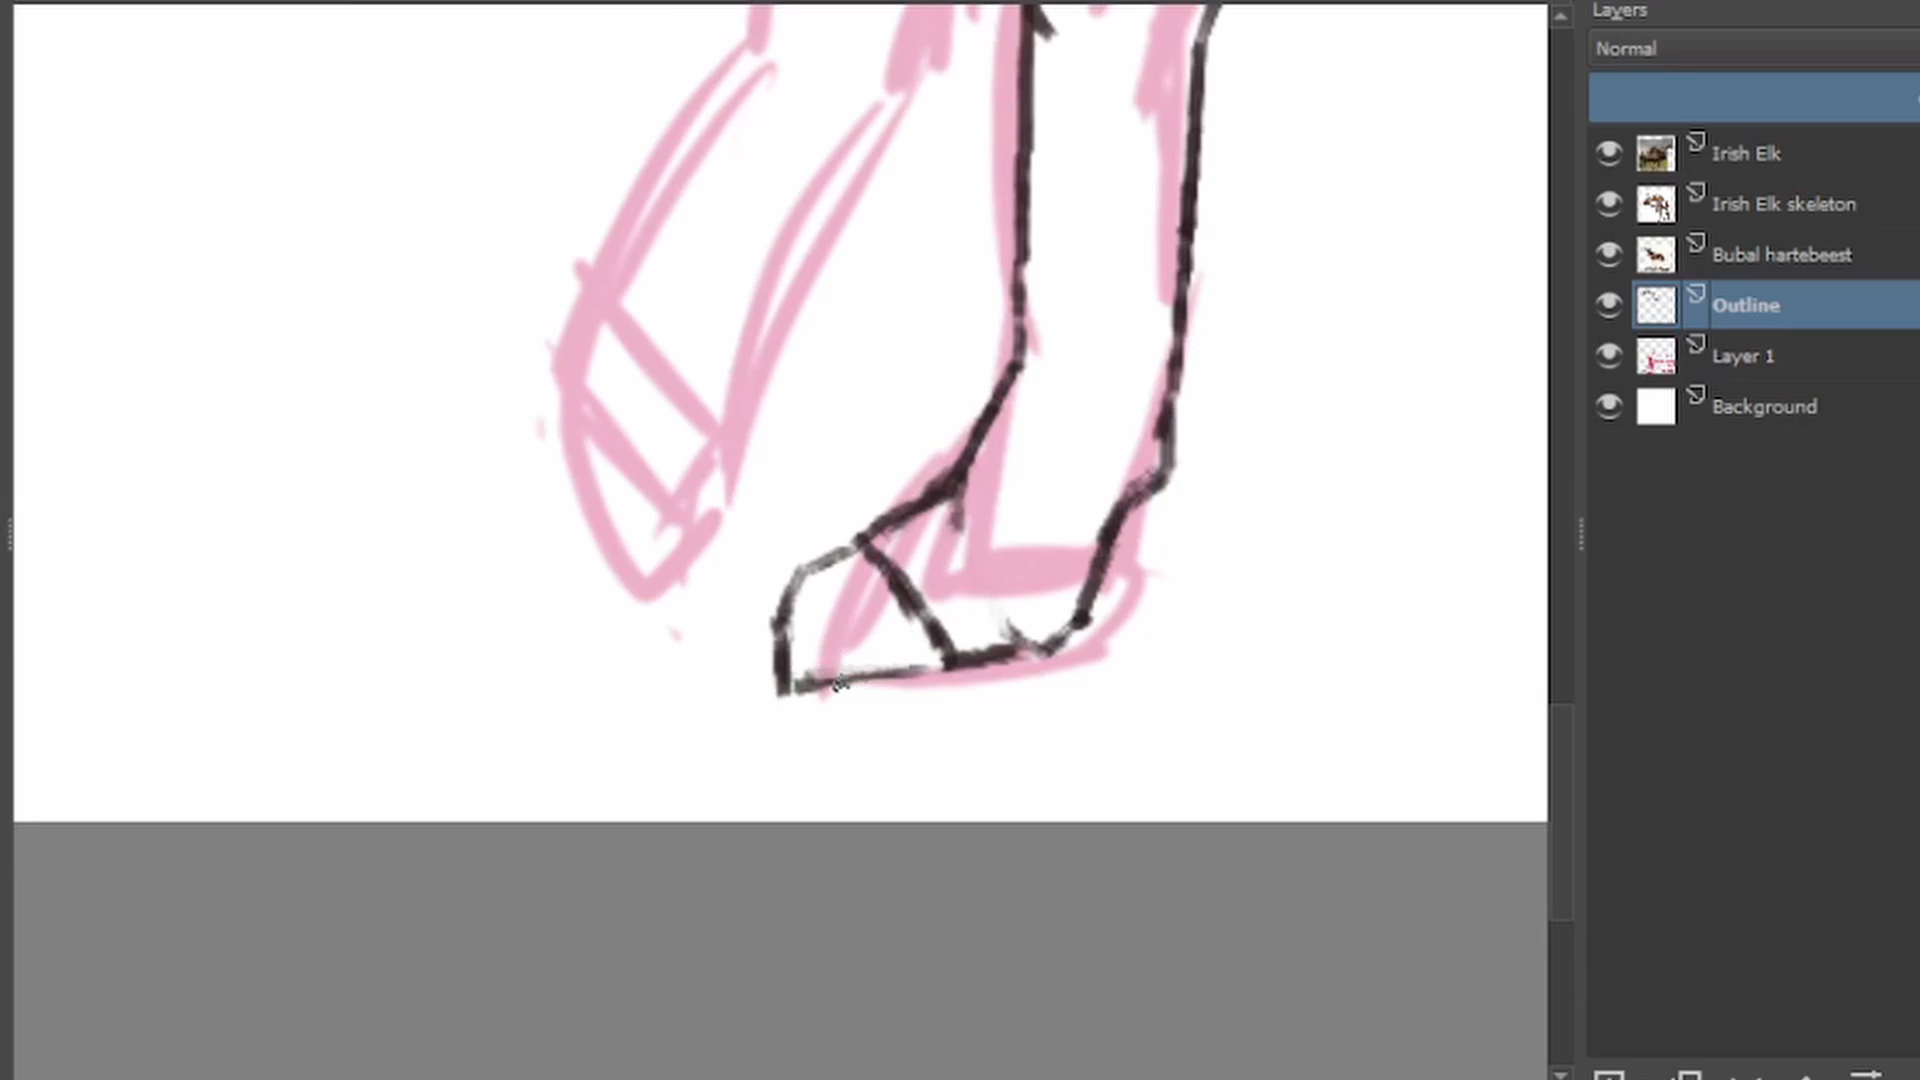 Layers
Normal
Irish Elk
Irish Elk skeleton
Bubal hartebeest
Outline
Layer 1
Background